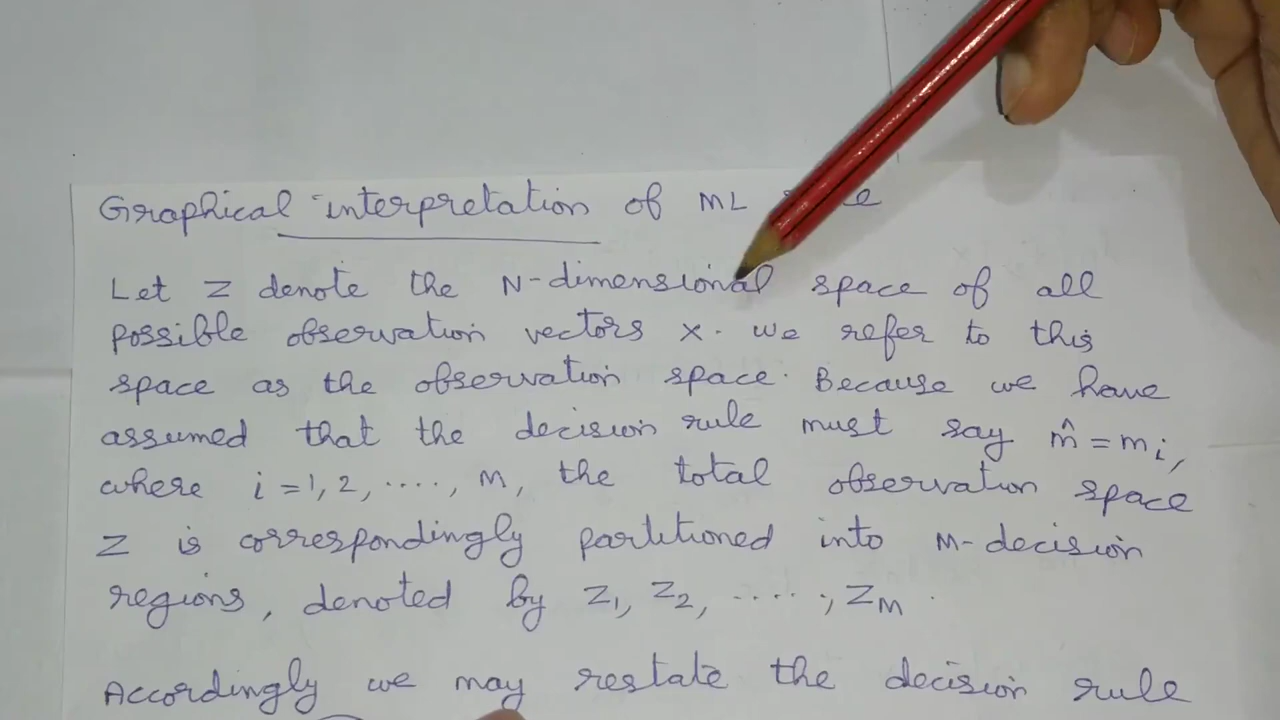 Graphical interpretation of ML
Let Z denote the N-dimensional space of all
possible observation vectors x. we refer to this
space as the observation space. Because we have
assumed that the decision rule must say m̂ = mi,
where i = 1, 2, ...., M, the total observation space
Z is correspondingly partitioned into M-decision
regions, denoted by Z1, Z2, ....., ZM.
Accordingly we may restate the decision rule